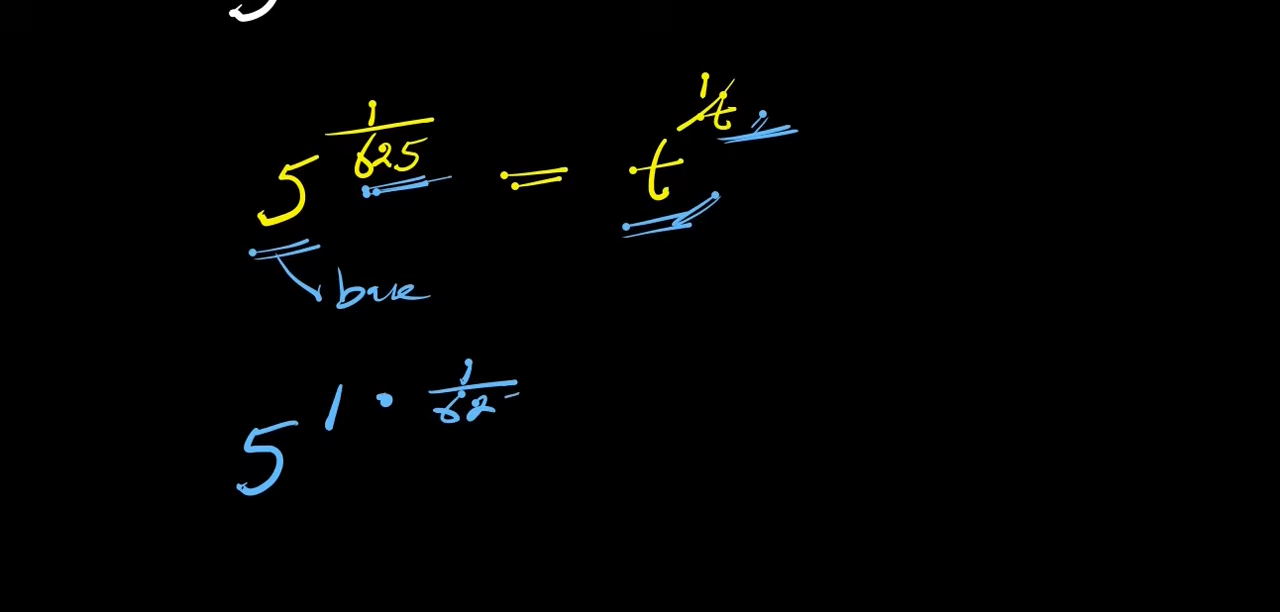 5^(1/625) = t^(1/t)
base
5^(1 · 1/62